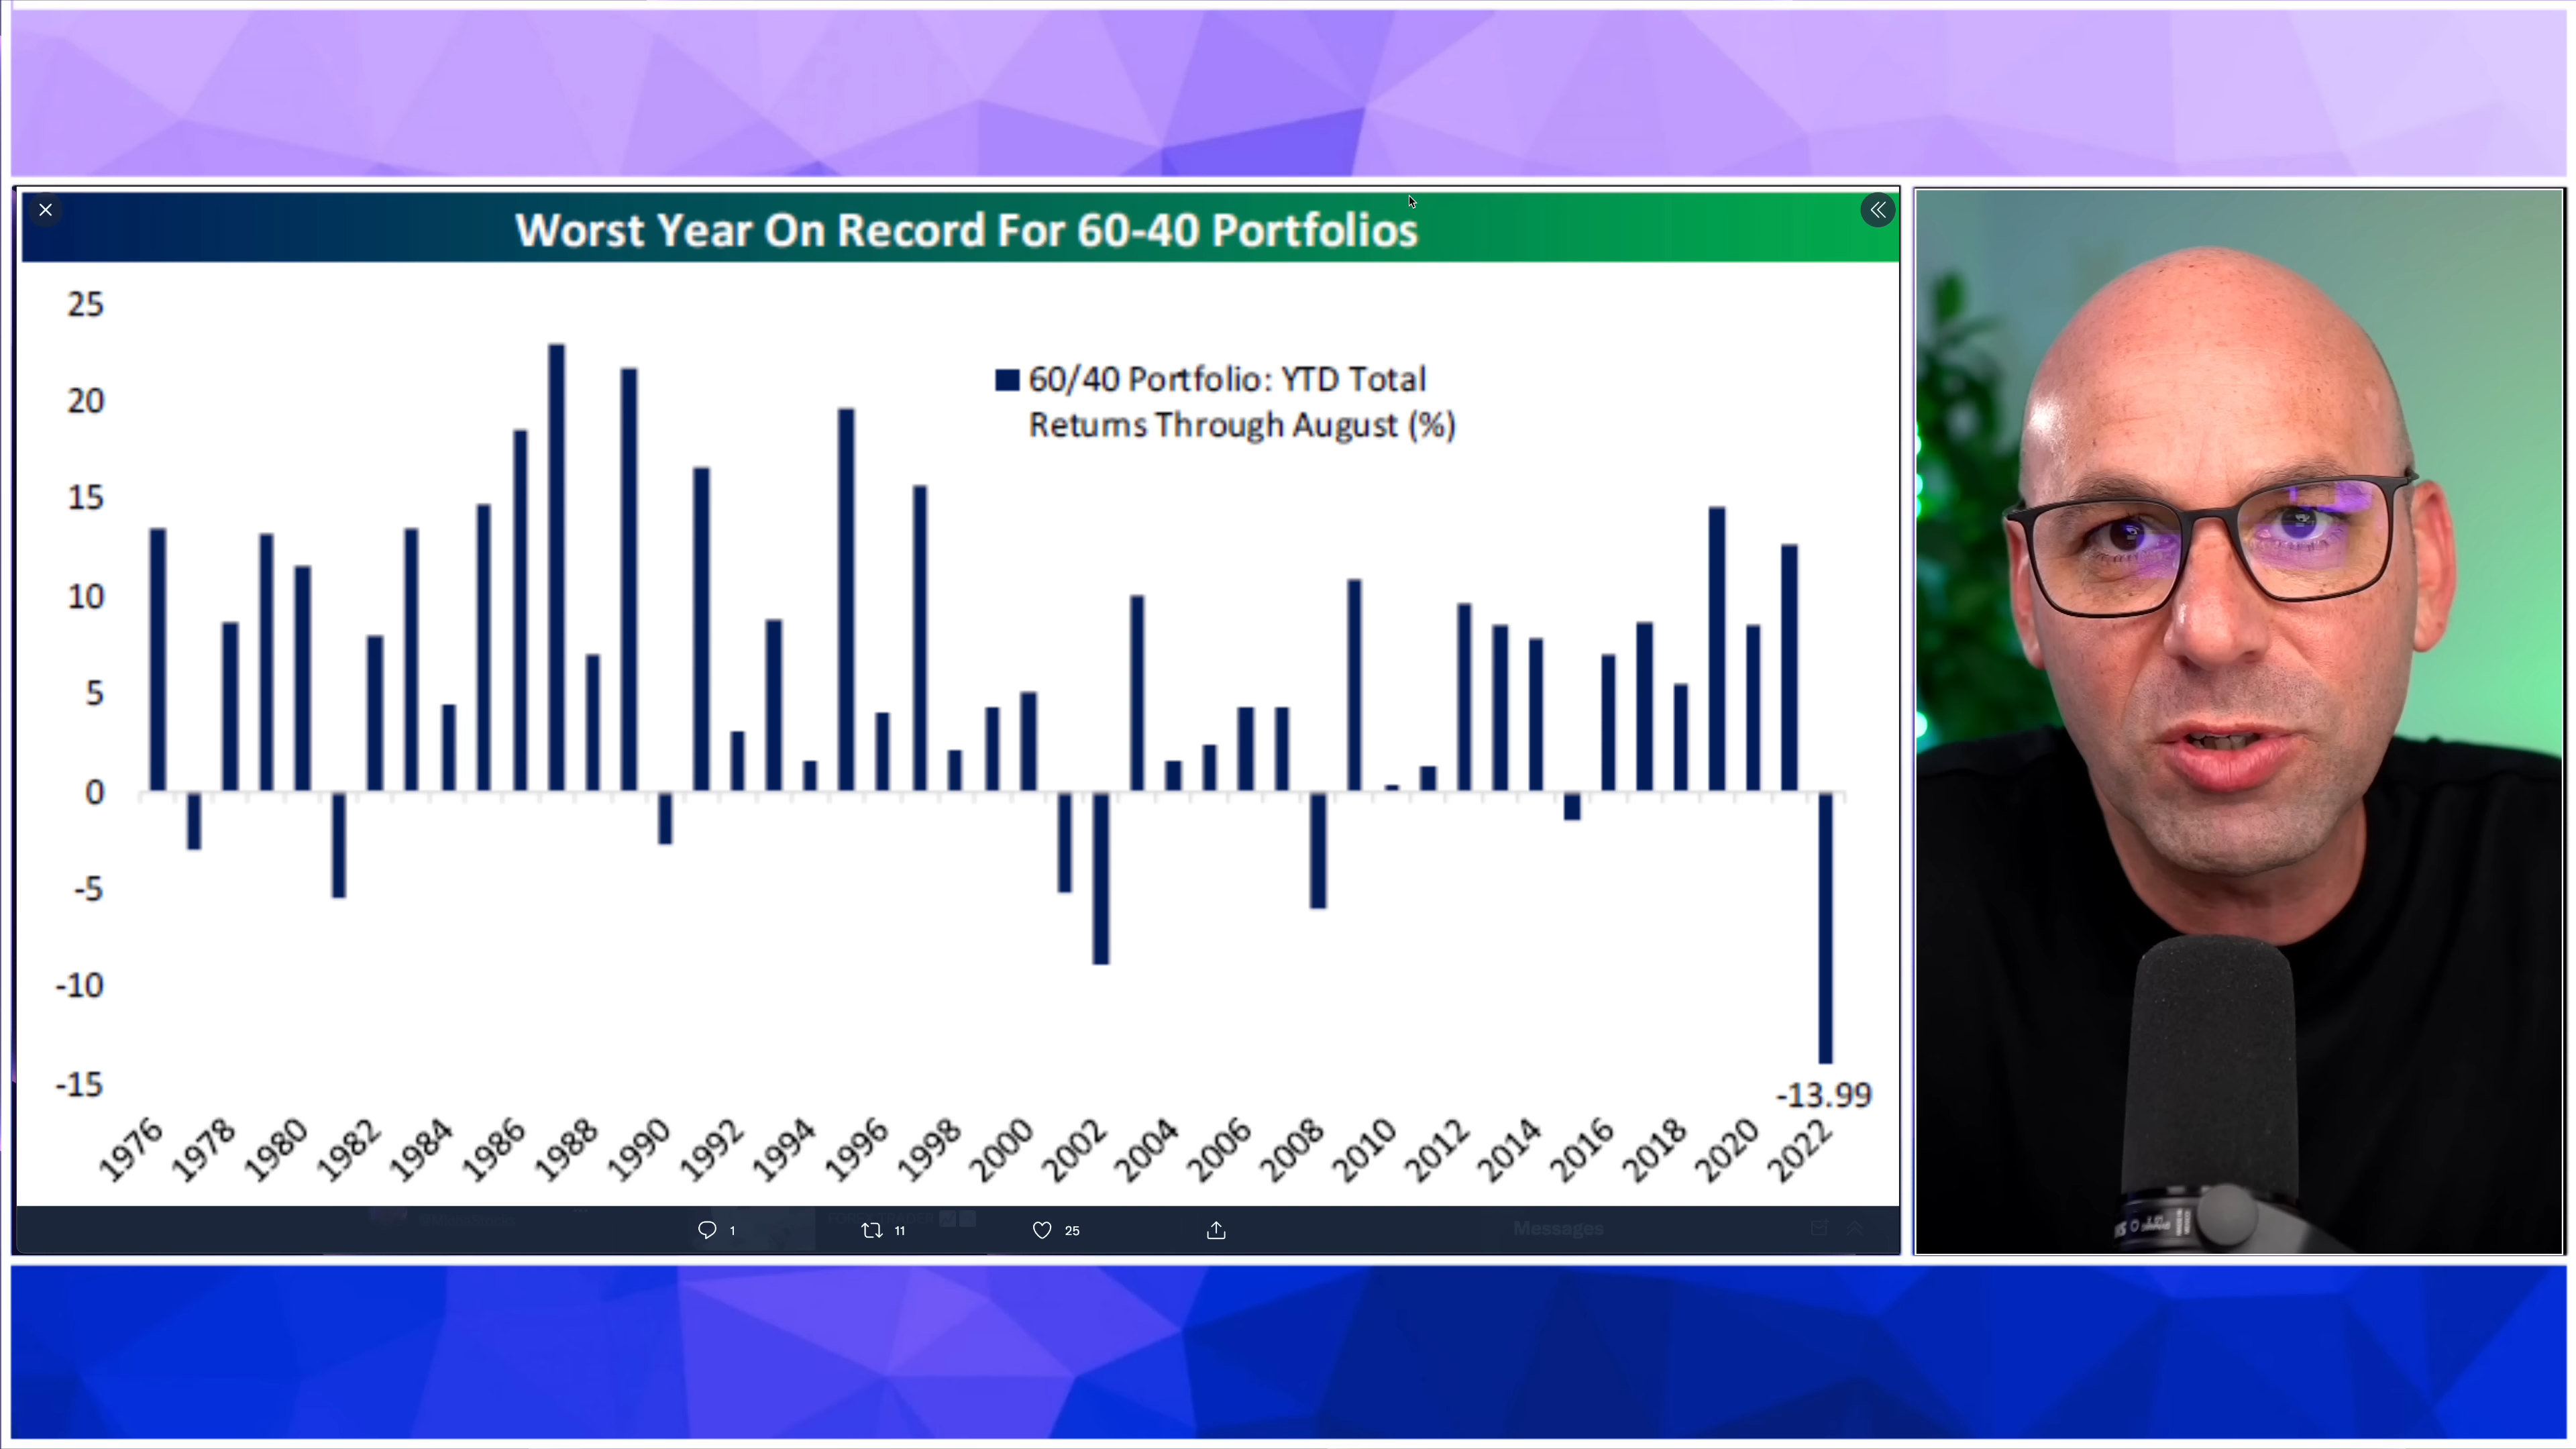 Worst Year On Record For 60-40 Portfolios
25
20
15
10
5
0
-5
-10
-15
60/40 Portfolio: YTD Total
Returns Through August (%)
-13.99
1976 1978 1980 1982 1984 1986 1988 1990 1992 1994 1996 1998 2000 2002 2004 2006 2008 2010 2012 2014 2016 2018 2020 2022
1 11 25
Messages